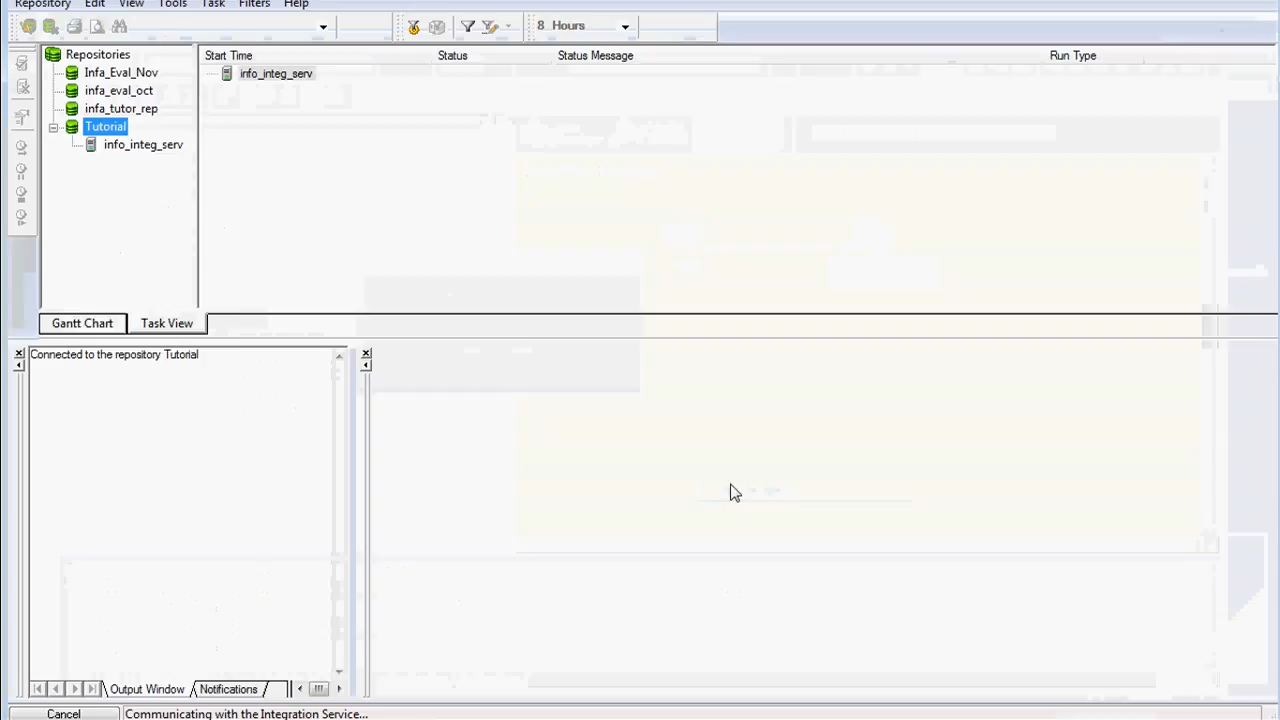 Repository Edit View Tools Task Filters Help
8 Hours
Repositories
Infa_Eval_Nov
infa_eval_oct
infa_tutor_rep
Tutorial
info_integ_serv
Start Time Status Status Message Run Type
info_integ_serv
Gantt Chart Task View
Connected to the repository Tutorial
Output Window Notifications
Cancel Communicating with the Integration Service...